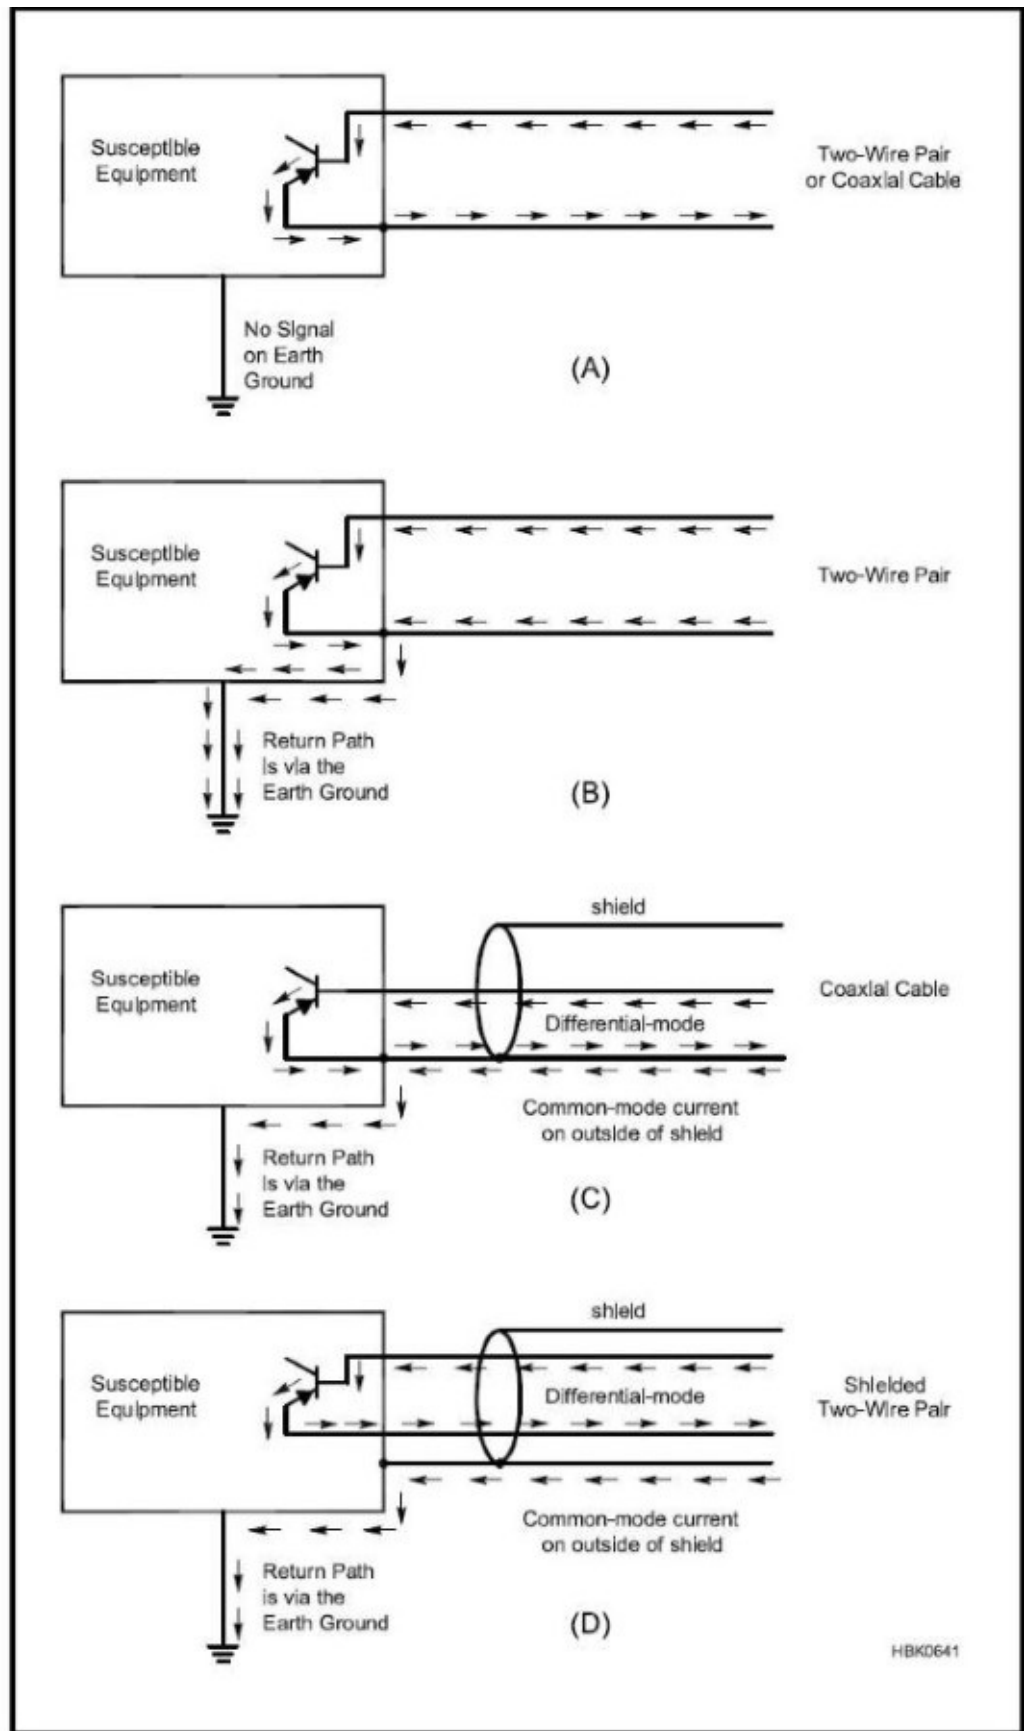 Susceptible
Equipment
Two-Wire Pair
or Coaxial Cable
No Signal
on Earth
Ground
(A)
Susceptible
Equipment
Two-Wire Pair
Return Path
is via the
Earth Ground
(B)
shield
Susceptible
Equipment
Coaxial Cable
Differential-mode
Common-mode current
on outside of shield
Return Path
is via the
Earth Ground
(C)
shield
Susceptible
Equipment
Differential-mode
Shielded
Two-Wire Pair
Common-mode current
on outside of shield
Return Path
is via the
Earth Ground
(D)
HBK0641